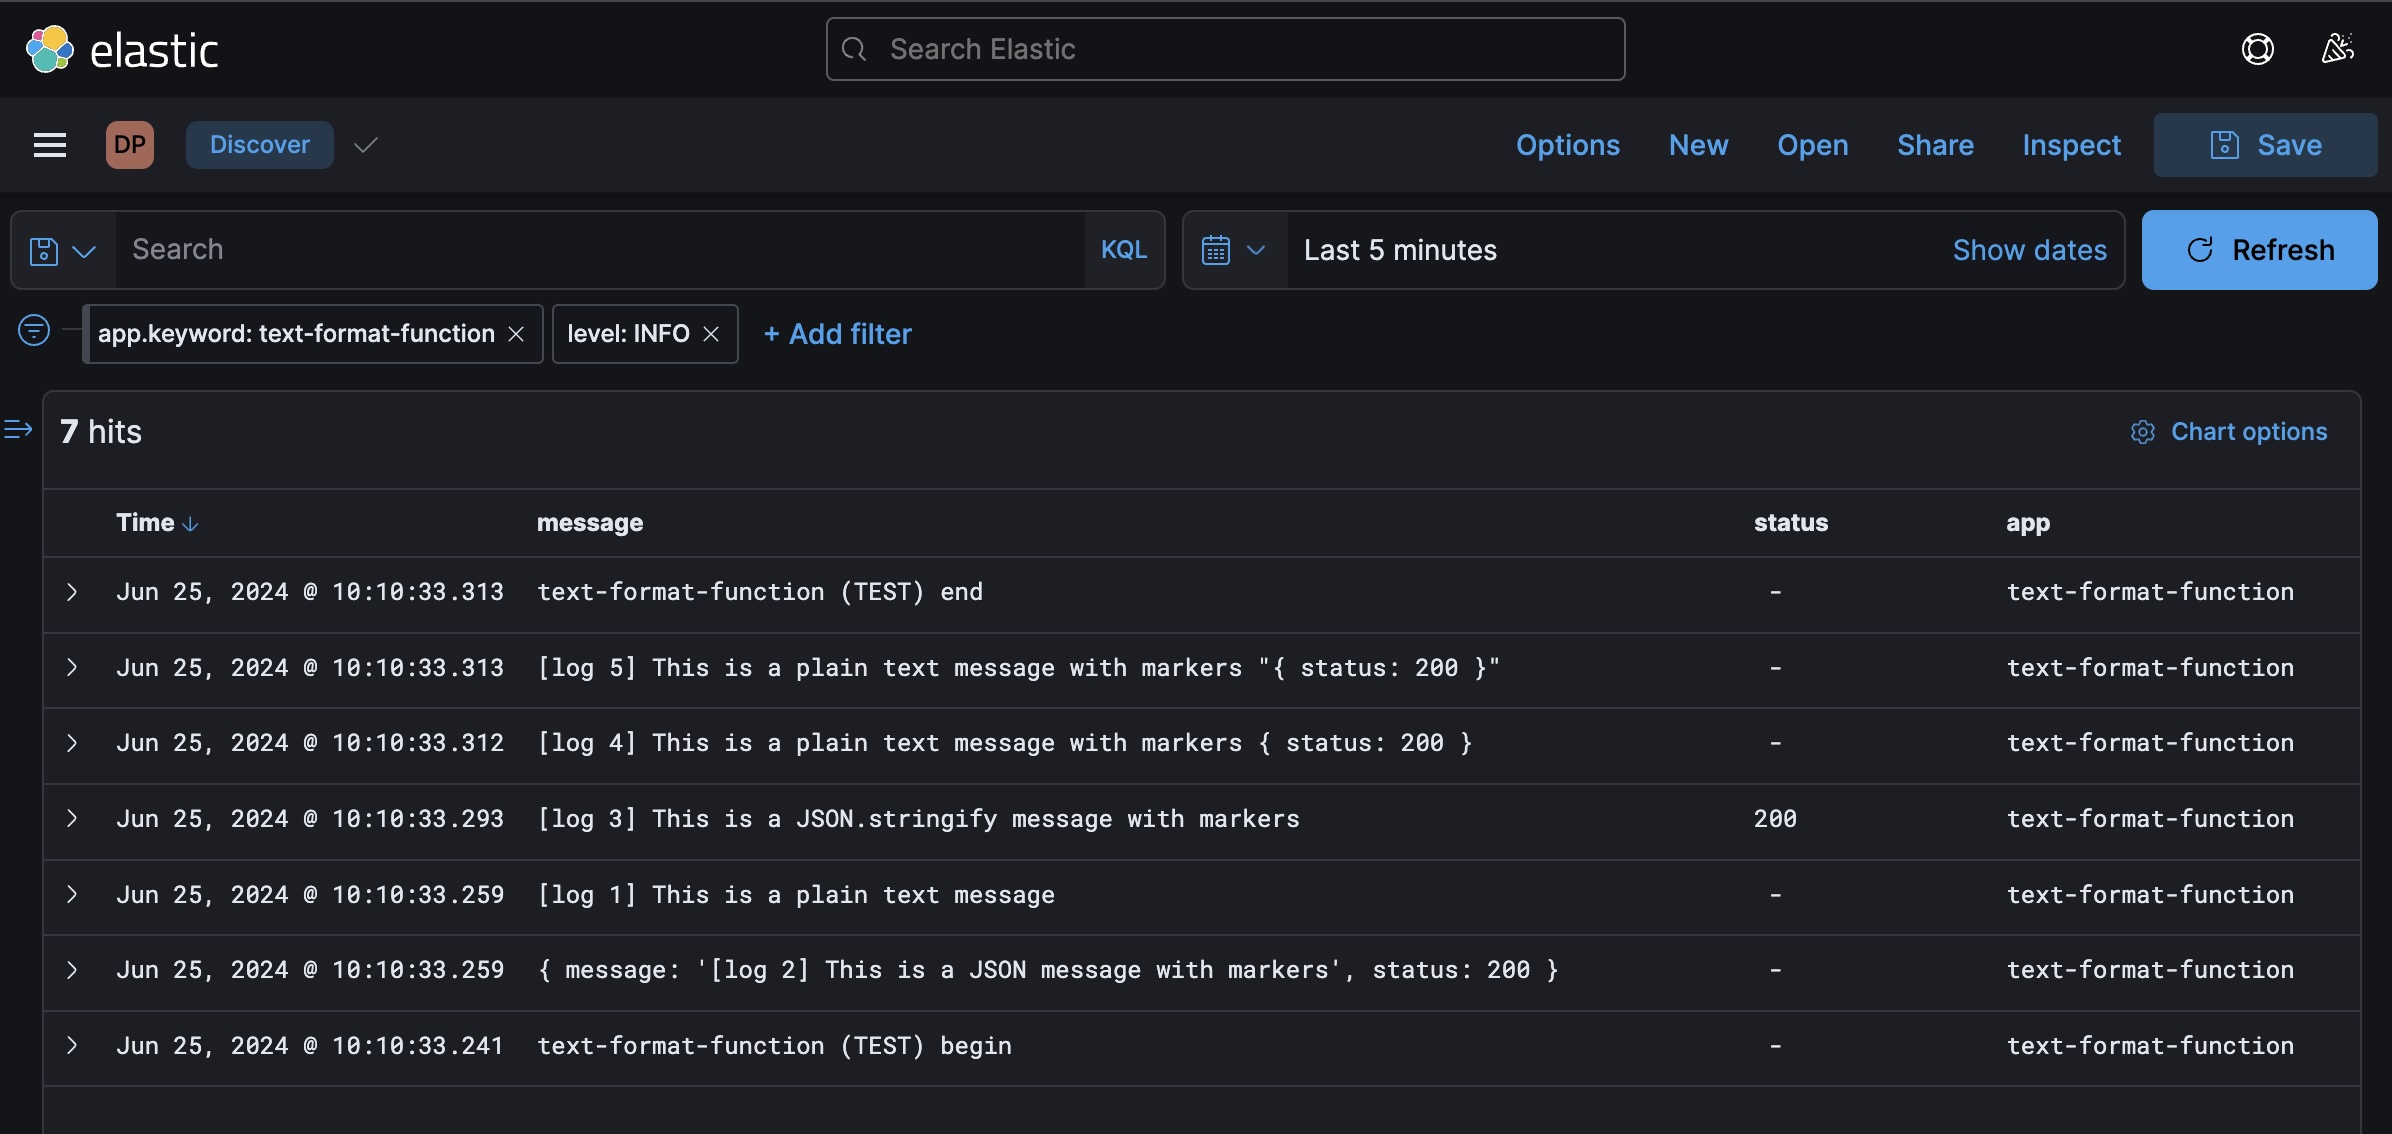 elastic
Search Elastic
DP Discover Options New Open Share Inspect Save
Search KQL Last 5 minutes Show dates Refresh
app.keyword: text-format-function level: INFO + Add filter
7 hits Chart options
Time message status app
Jun 25, 2024 @ 10:10:33.313 text-format-function (TEST) end - text-format-function
Jun 25, 2024 @ 10:10:33.313 [log 5] This is a plain text message with markers "{ status: 200 }" - text-format-function
Jun 25, 2024 @ 10:10:33.312 [log 4] This is a plain text message with markers { status: 200 } - text-format-function
Jun 25, 2024 @ 10:10:33.293 [log 3] This is a JSON.stringify message with markers 200 text-format-function
Jun 25, 2024 @ 10:10:33.259 [log 1] This is a plain text message - text-format-function
Jun 25, 2024 @ 10:10:33.259 { message: '[log 2] This is a JSON message with markers', status: 200 } - text-format-function
Jun 25, 2024 @ 10:10:33.241 text-format-function (TEST) begin - text-format-function